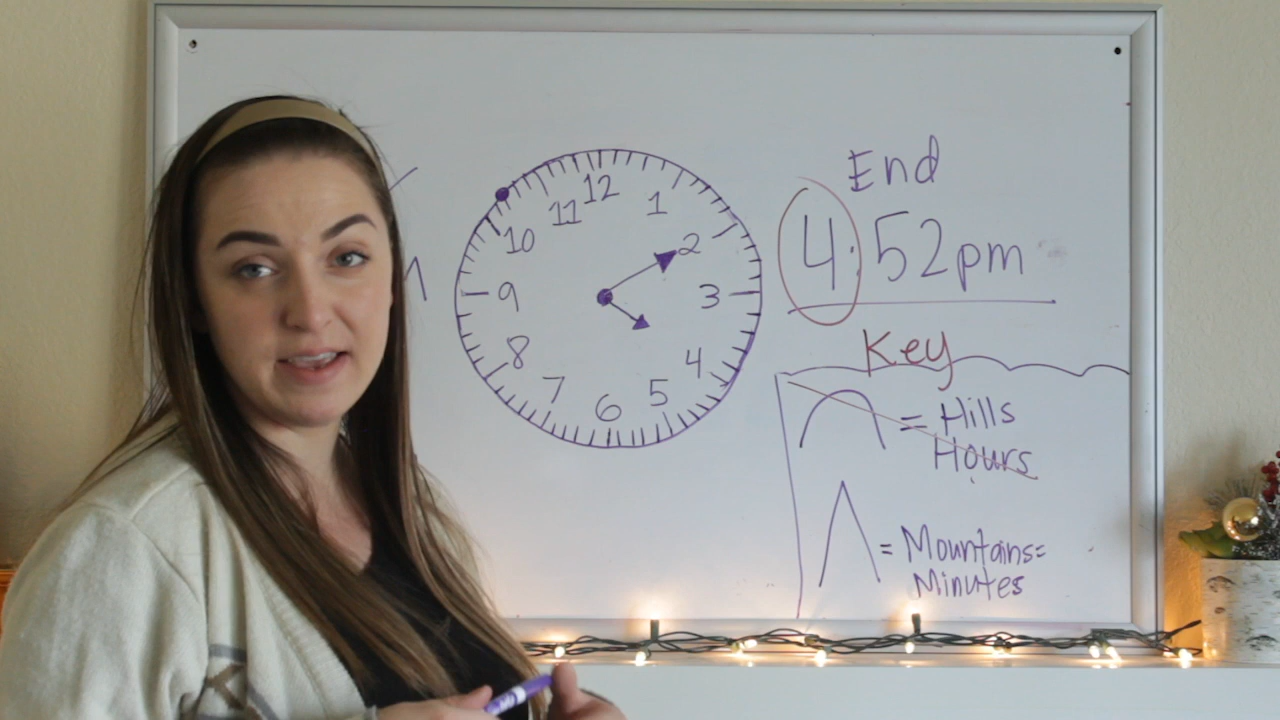 12
11
1
10
2
9
3
8
4
7
5
6
End
4:52pm
Key
= Hills
Hours
= Mountains=
Minutes